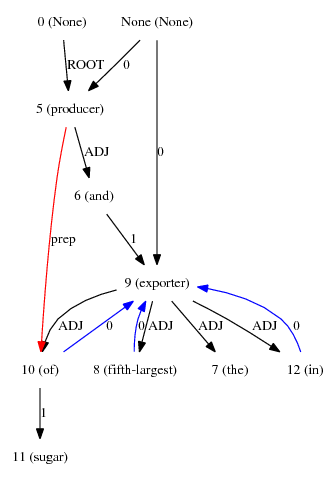 0 (None) None (None)
ROOT 0
5 (producer)
ADJ 0
6 (and)
prep 1
9 (exporter)
ADJ 0 0 ADJ ADJ ADJ 0
10 (of) 8 (fifth-largest) 7 (the) 12 (in)
1
11 (sugar)